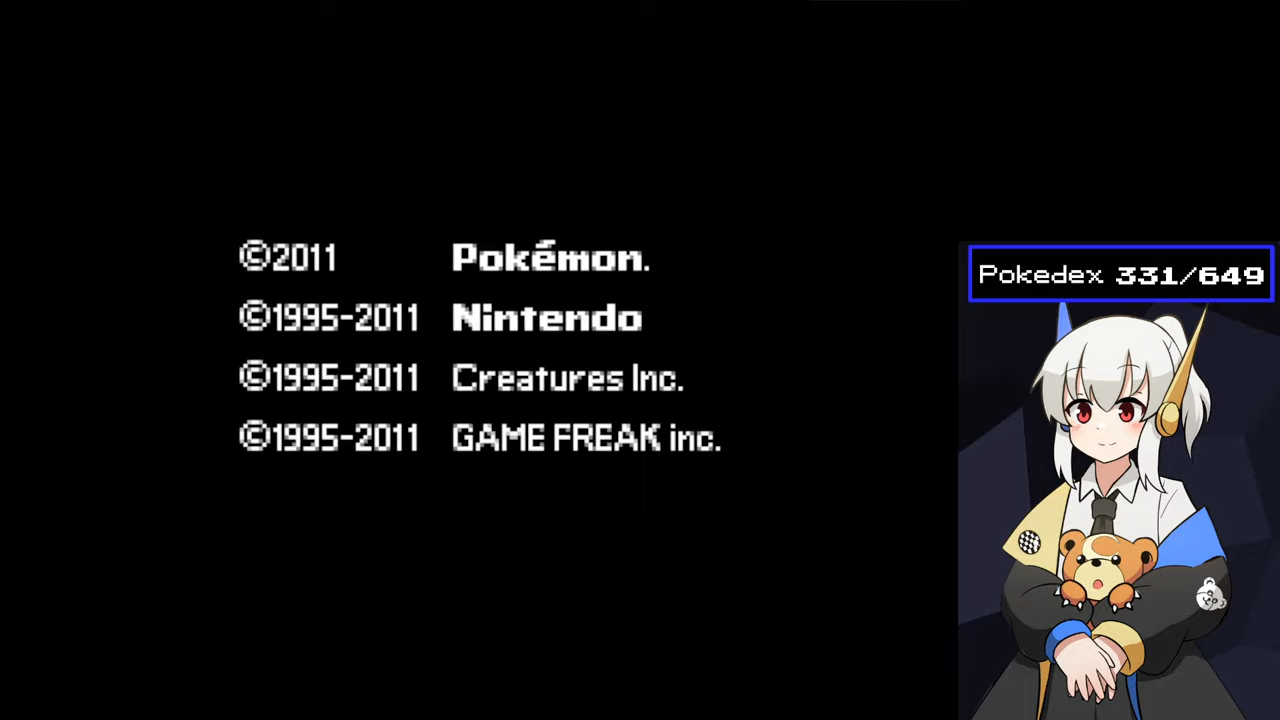 ©2011 Pokémon.
©1995-2011 Nintendo
©1995-2011 Creatures Inc.
©1995-2011 GAME FREAK inc.
Pokedex 331/649